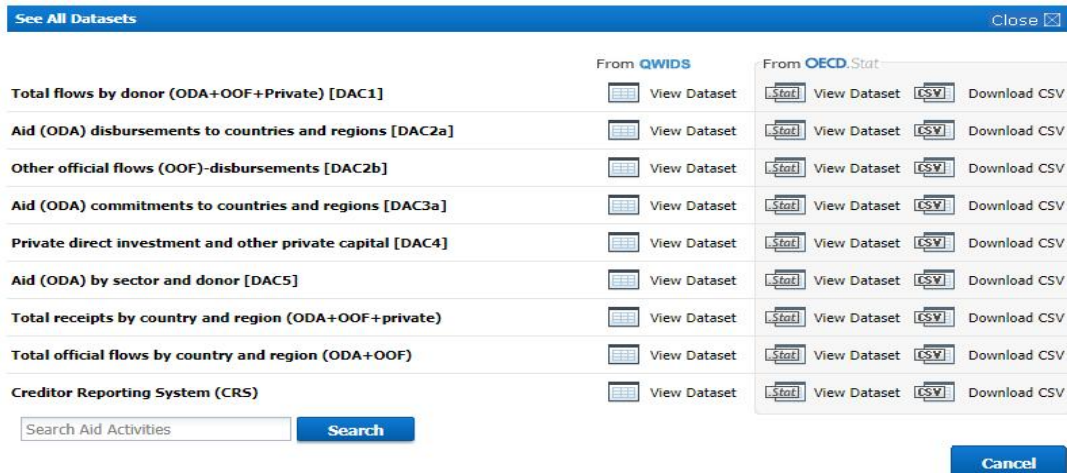 See All Datasets Close
From QWIDS From OECD.Stat
Total flows by donor (ODA+OOF+Private) [DAC1] View Dataset .Stat View Dataset CSV Download CSV
Aid (ODA) disbursements to countries and regions [DAC2a] View Dataset .Stat View Dataset CSV Download CSV
Other official flows (OOF)-disbursements [DAC2b] View Dataset .Stat View Dataset CSV Download CSV
Aid (ODA) commitments to countries and regions [DAC3a] View Dataset .Stat View Dataset CSV Download CSV
Private direct investment and other private capital [DAC4] View Dataset .Stat View Dataset CSV Download CSV
Aid (ODA) by sector and donor [DAC5] View Dataset .Stat View Dataset CSV Download CSV
Total receipts by country and region (ODA+OOF+private) View Dataset .Stat View Dataset CSV Download CSV
Total official flows by country and region (ODA+OOF) View Dataset .Stat View Dataset CSV Download CSV
Creditor Reporting System (CRS) View Dataset .Stat View Dataset CSV Download CSV
Search Aid Activities Search
Cancel